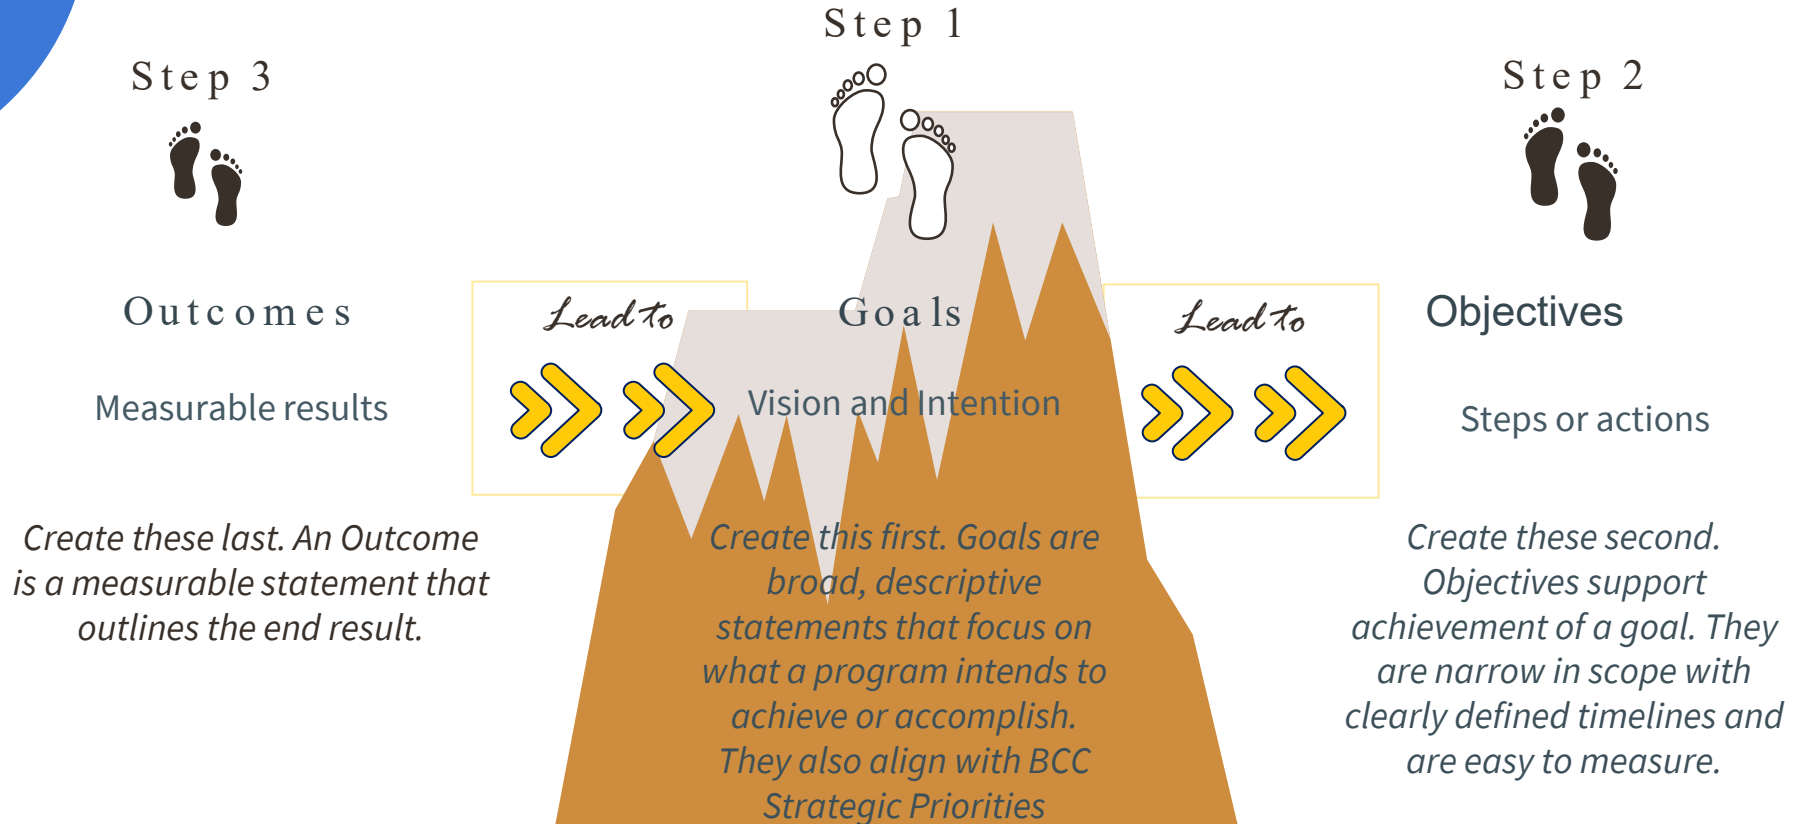 Step 3
Outcomes
Measurable results
Create these last. An Outcome
is a measurable statement that
outlines the end result.
Lead to
Step 1
Goals
Vision and Intention
Create this first. Goals are
broad, descriptive
statements that focus on
what a program intends to
achieve or accomplish.
They also align with BCC
Strategic Priorities
Lead to
Step 2
Objectives
Steps or actions
Create these second.
Objectives support
achievement of a goal. They
are narrow in scope with
clearly defined timelines and
are easy to measure.